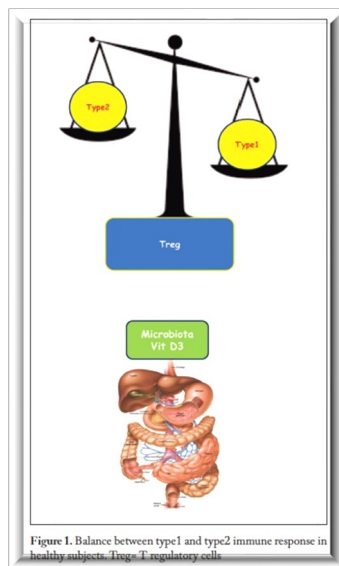 Type2
Type1
Treg
Microbiota
Vit D3
Figure 1. Balance between type1 and type2 immune response in
healthy subjects. Treg= T regulatory cells